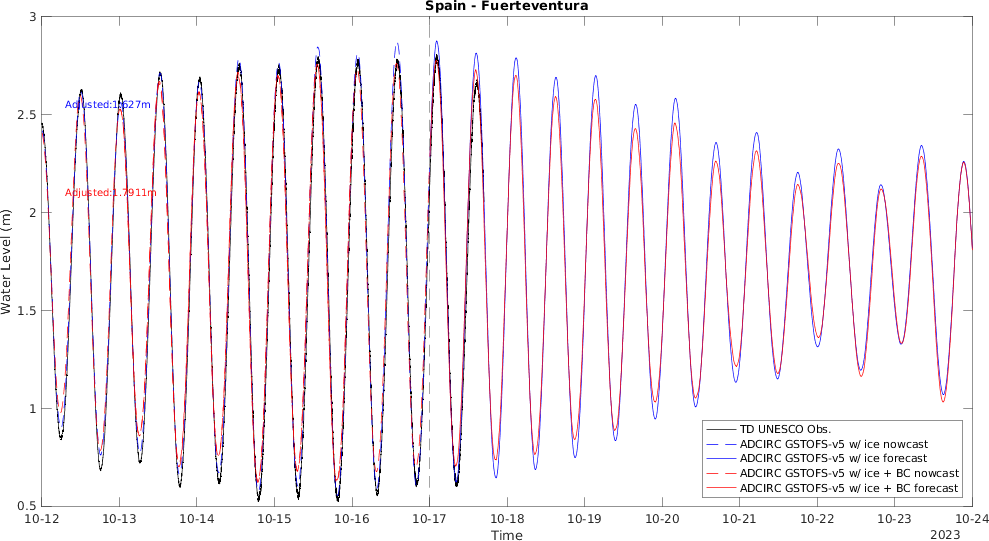 Spain - Fuerteventura
3
2.5
2
1.5
1
0.5
Water Level (m)
Adjusted:1.7911m
TD UNESCO Obs.
ADCIRC GSTOFS-v5 w/ ice nowcast
ADCIRC GSTOFS-v5 w/ ice forecast
ADCIRC GSTOFS-v5 w/ ice + BC nowcast
ADCIRC GSTOFS-v5 w/ ice + BC forecast
10-12 10-13 10-14 10-15 10-16 10-17 10-18 10-19 10-20 10-21 10-22 10-23 10-24
Time
2023